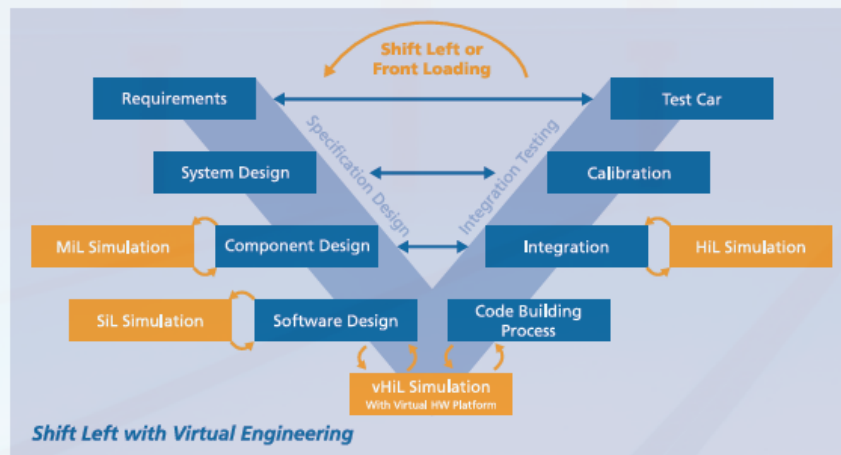 Shift Left or
Front Loading
Requirements
Test Car
Specification Design
Integration Testing
System Design
Calibration
MiL Simulation
Component Design
Integration
HiL Simulation
SiL Simulation
Software Design
Code Building
Process
vHiL Simulation
With Virtual HW Platform
Shift Left with Virtual Engineering